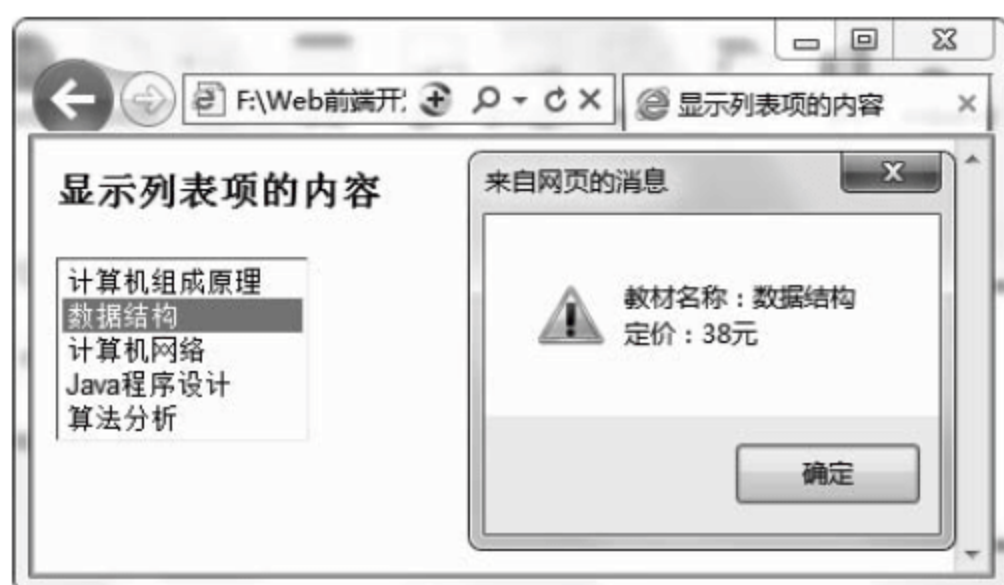 F:\Web前端开
显示列表项的内容
显示列表项的内容
计算机组成原理
数据结构
计算机网络
Java程序设计
算法分析
来自网页的消息
教材名称：数据结构
定价：38元
确定